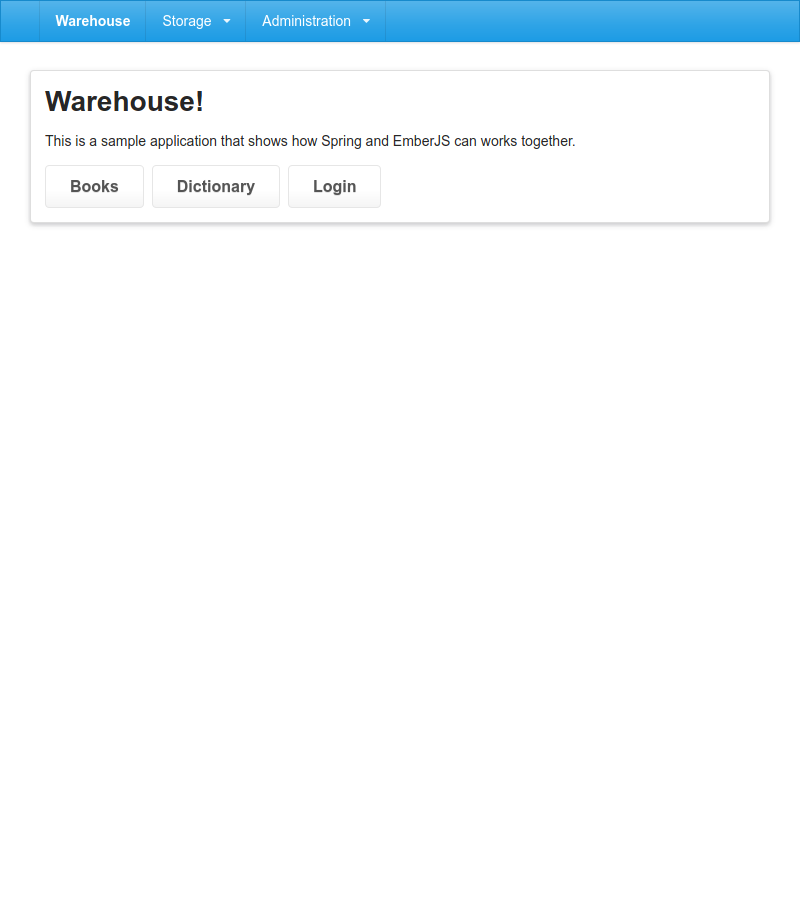 Warehouse Storage Administration
Warehouse!
This is a sample application that shows how Spring and EmberJS can works together.
Books Dictionary Login